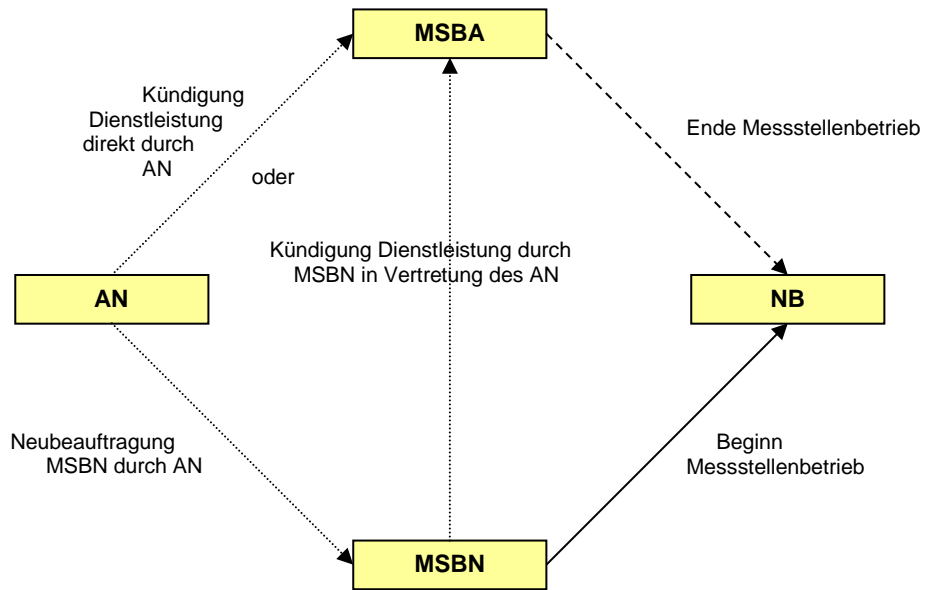 MSBA
Kündigung
Dienstleistung
direkt durch
AN
oder
Ende Messstellenbetrieb
Kündigung Dienstleistung durch
MSBN in Vertretung des AN
AN
NB
Neubeauftragung
MSBN durch AN
Beginn
Messstellenbetrieb
MSBN